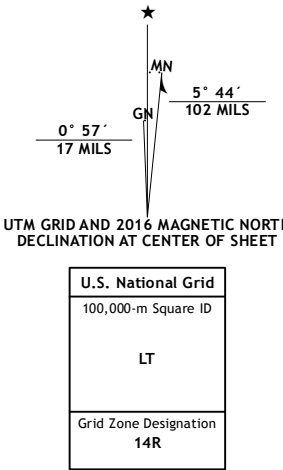 ★
MN
GN
5° 44´
102 MILS
0° 57´
17 MILS
UTM GRID AND 2016 MAGNETIC NORTH
DECLINATION AT CENTER OF SHEET
U.S. National Grid
100,000-m Square ID
LT
Grid Zone Designation
14R